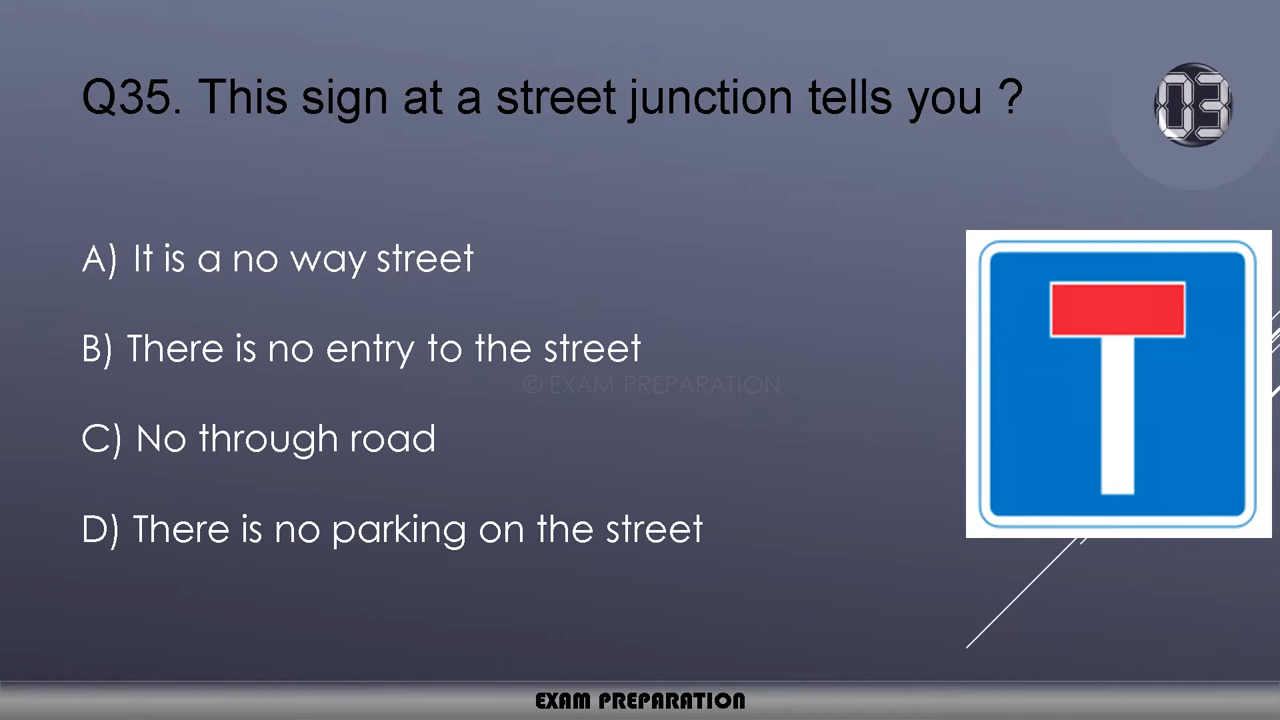 Q35. This sign at a street junction tells you ?
03
A) It is a no way street
B) There is no entry to the street
© EXAM PREPARATION
C) No through road
D) There is no parking on the street
EXAM PREPARATION